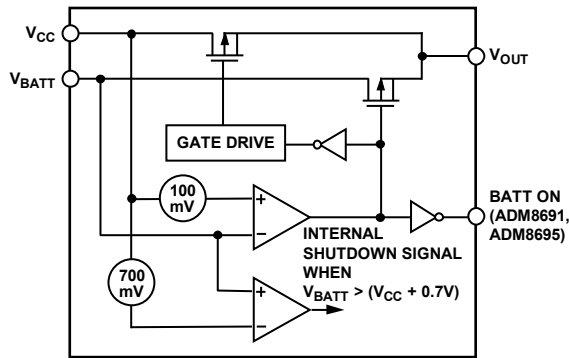 VCC
VBATT
VOUT
GATE DRIVE
100
mV
+
−
BATT ON
(ADM8691,
ADM8695)
INTERNAL
SHUTDOWN SIGNAL
WHEN
VBATT > (VCC + 0.7V)
700
mV
+
−